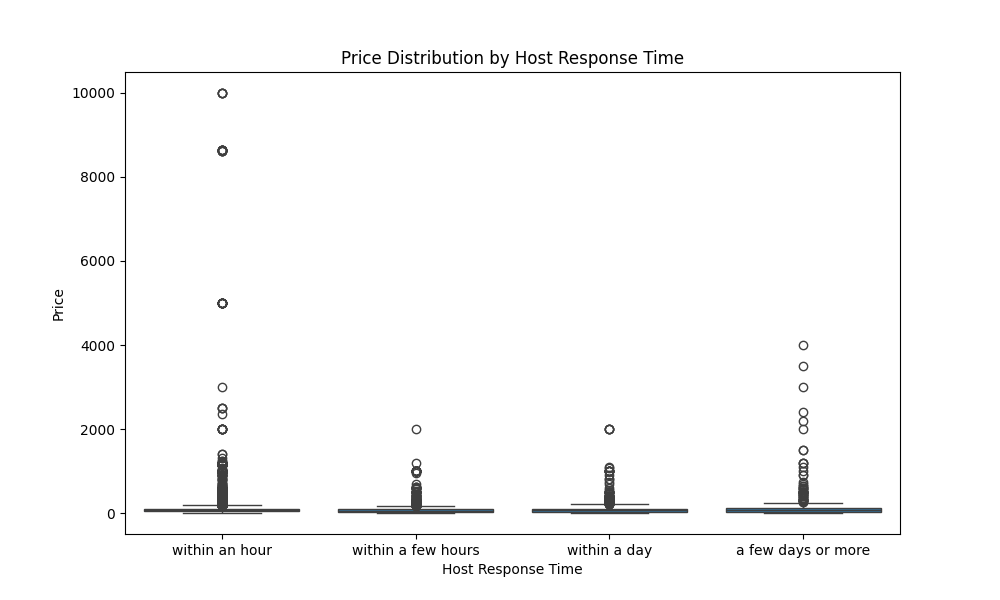 Price Distribution by Host Response Time
10000
8000
6000
4000
2000
0
Price
within an hour
within a few hours
within a day
a few days or more
Host Response Time